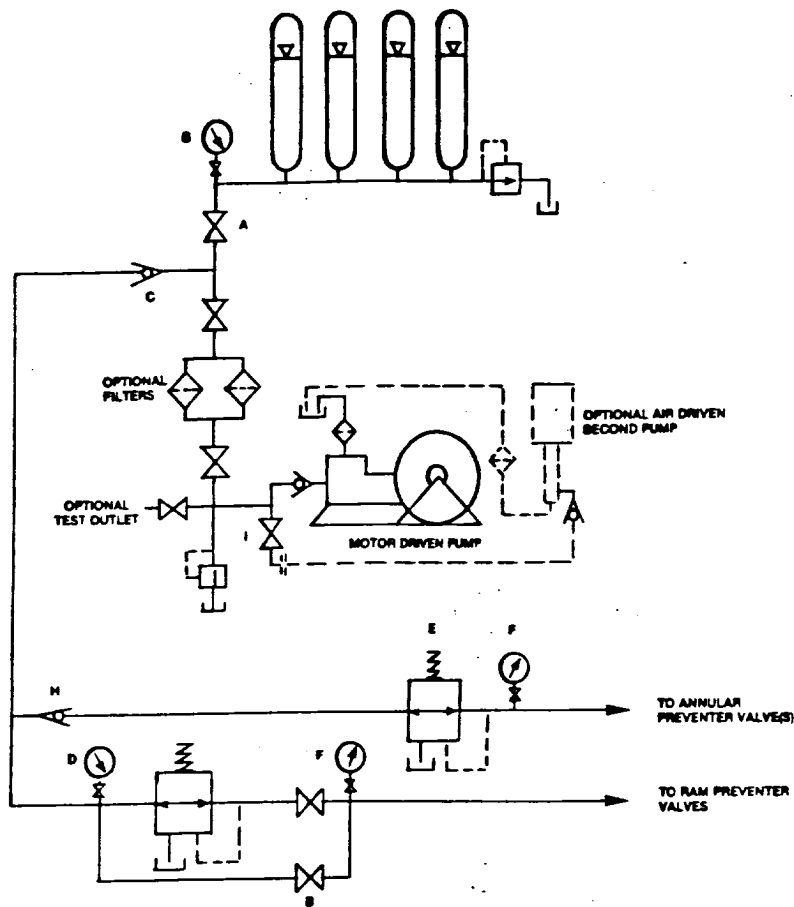 G
A
C
OPTIONAL
FILTERS
OPTIONAL AIR DRIVEN
SECOND PUMP
OPTIONAL
TEST OUTLET
I
MOTOR DRIVEN PUMP
E
F
H
TO ANNULAR
PREVENTER VALVE(S)
D
F
TO RAM PREVENTER
VALVES
B